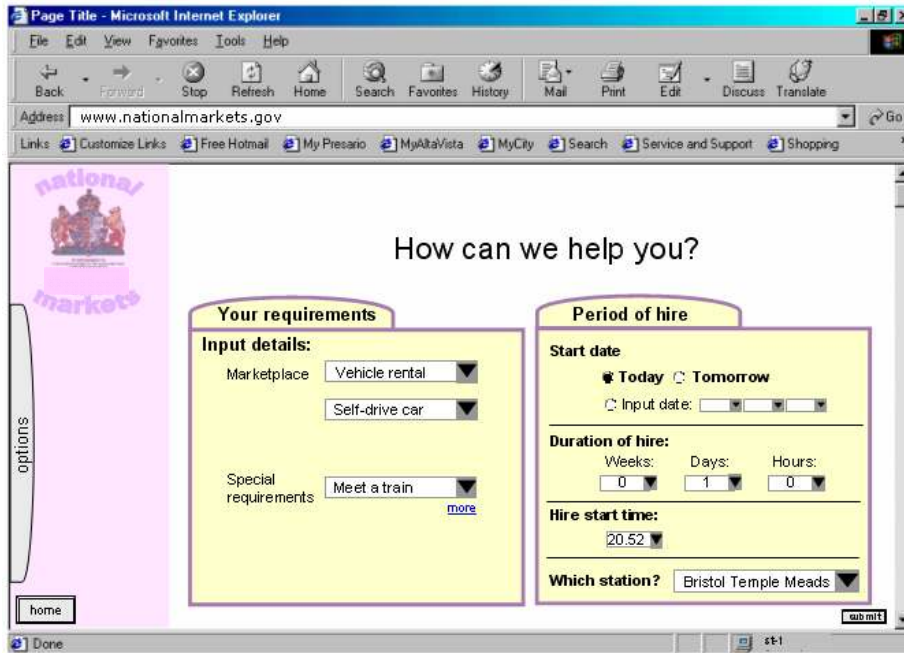 Page Title - Microsoft Internet Explorer
File Edit View Favorites Tools Help
Back Forward Stop Refresh Home Search Favorites History Mail Print Edit Discuss Translate
Address www.nationalmarkets.gov Go
Links Customize Links Free Hotmail My Presario MyAltaVista MyCity Search Service and Support Shopping
national
markets
options
home
How can we help you?
Your requirements
Input details:
Marketplace Vehicle rental
Self-drive car
Special requirements Meet a train
more
Period of hire
Start date
Today Tomorrow
Input date:
Duration of hire:
Weeks: Days: Hours:
0 1 0
Hire start time:
20.52
Which station? Bristol Temple Meads
submit
Done st-1